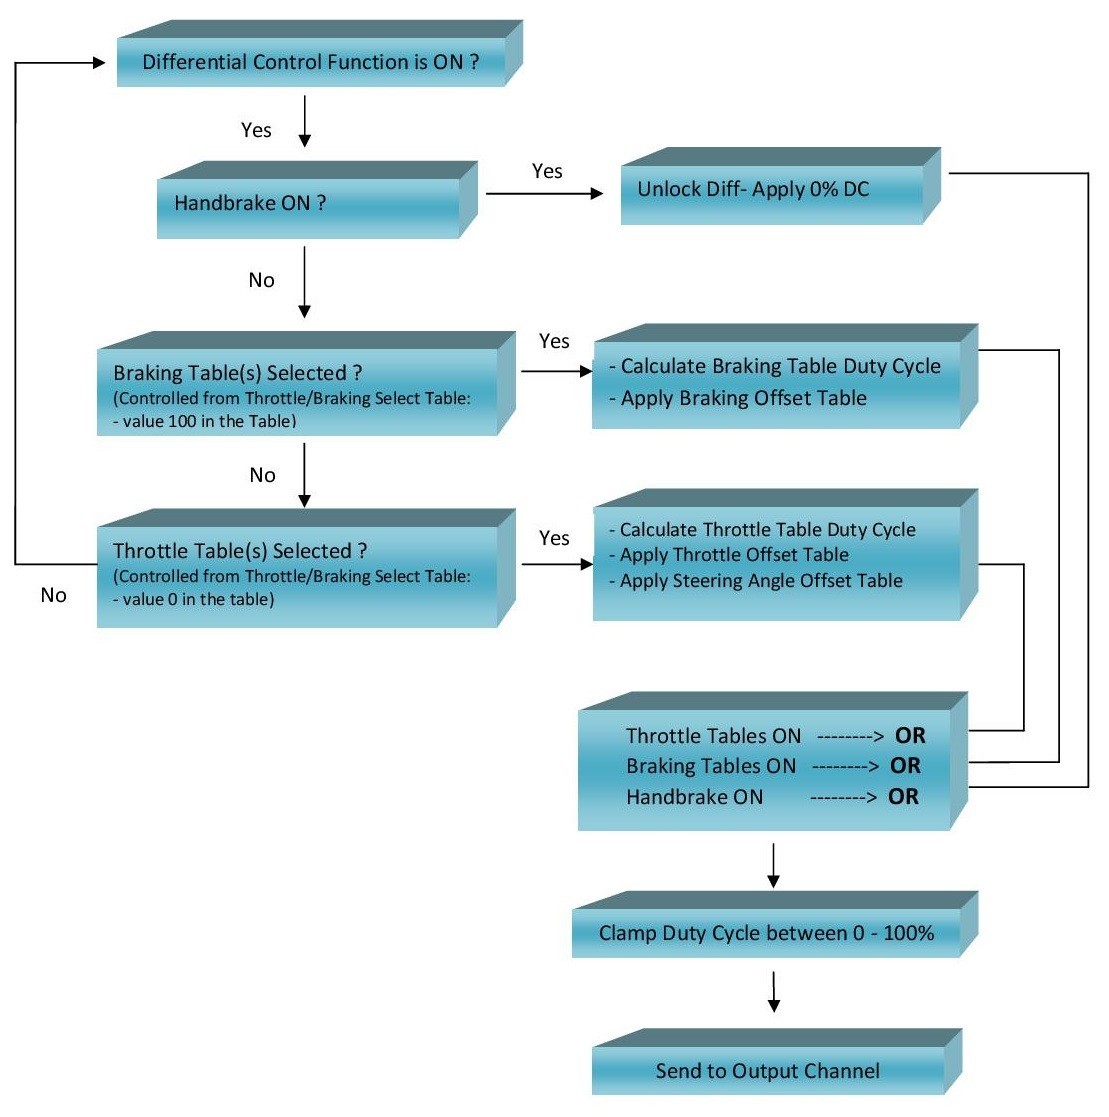 Differential Control Function is ON ?
Yes
Handbrake ON ?
Yes
Unlock Diff- Apply 0% DC
No
Braking Table(s) Selected ?
(Controlled from Throttle/Braking Select Table:
- value 100 in the Table)
Yes
- Calculate Braking Table Duty Cycle
- Apply Braking Offset Table
No
Throttle Table(s) Selected ?
(Controlled from Throttle/Braking Select Table:
- value 0 in the table)
Yes
- Calculate Throttle Table Duty Cycle
- Apply Throttle Offset Table
- Apply Steering Angle Offset Table
No
Throttle Tables ON --------> OR
Braking Tables ON --------> OR
Handbrake ON --------> OR
Clamp Duty Cycle between 0 - 100%
Send to Output Channel